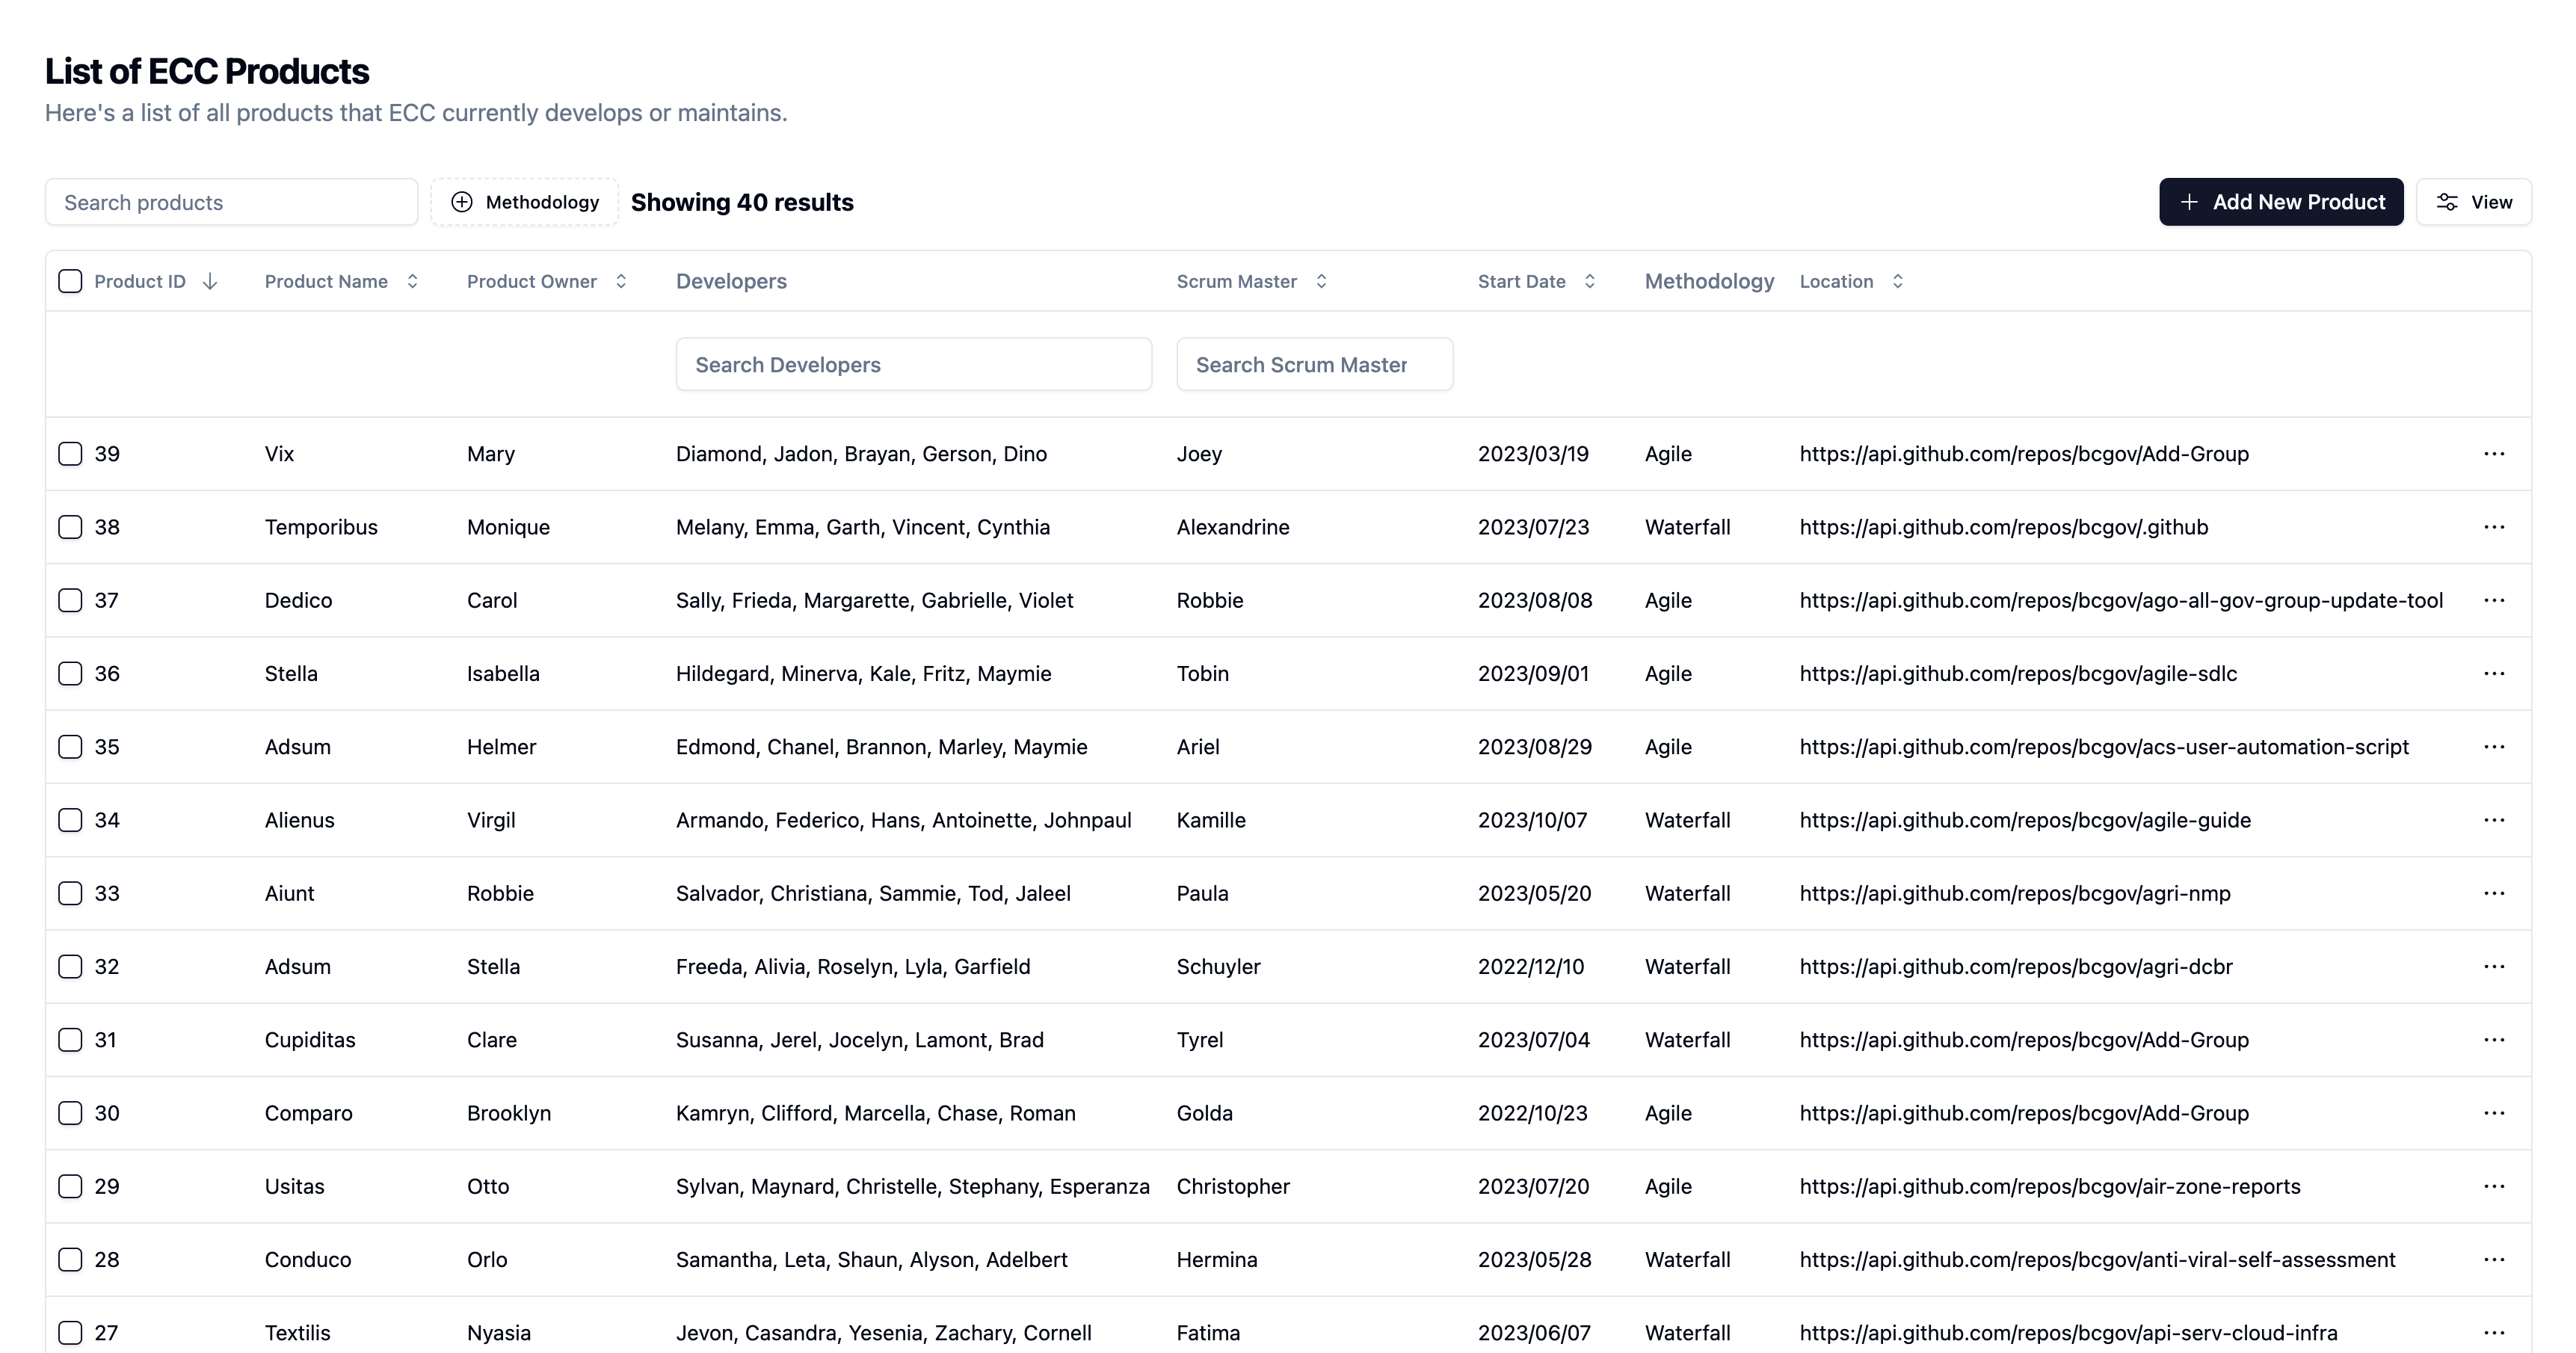 List of ECC Products
Here's a list of all products that ECC currently develops or maintains.
Search products Methodology Showing 40 results Add New Product View
Product ID Product Name Product Owner Developers Scrum Master Start Date Methodology Location
Search Developers Search Scrum Master
39 Vix Mary Diamond, Jadon, Brayan, Gerson, Dino Joey 2023/03/19 Agile https://api.github.com/repos/bcgov/Add-Group
38 Temporibus Monique Melany, Emma, Garth, Vincent, Cynthia Alexandrine 2023/07/23 Waterfall https://api.github.com/repos/bcgov/.github
37 Dedico Carol Sally, Frieda, Margarette, Gabrielle, Violet Robbie 2023/08/08 Agile https://api.github.com/repos/bcgov/ago-all-gov-group-update-tool
36 Stella Isabella Hildegard, Minerva, Kale, Fritz, Maymie Tobin 2023/09/01 Agile https://api.github.com/repos/bcgov/agile-sdlc
35 Adsum Helmer Edmond, Chanel, Brannon, Marley, Maymie Ariel 2023/08/29 Agile https://api.github.com/repos/bcgov/acs-user-automation-script
34 Alienus Virgil Armando, Federico, Hans, Antoinette, Johnpaul Kamille 2023/10/07 Waterfall https://api.github.com/repos/bcgov/agile-guide
33 Aiunt Robbie Salvador, Christiana, Sammie, Tod, Jaleel Paula 2023/05/20 Waterfall https://api.github.com/repos/bcgov/agri-nmp
32 Adsum Stella Freeda, Alivia, Roselyn, Lyla, Garfield Schuyler 2022/12/10 Waterfall https://api.github.com/repos/bcgov/agri-dcbr
31 Cupiditas Clare Susanna, Jerel, Jocelyn, Lamont, Brad Tyrel 2023/07/04 Waterfall https://api.github.com/repos/bcgov/Add-Group
30 Comparo Brooklyn Kamryn, Clifford, Marcella, Chase, Roman Golda 2022/10/23 Agile https://api.github.com/repos/bcgov/Add-Group
29 Usitas Otto Sylvan, Maynard, Christelle, Stephany, Esperanza Christopher 2023/07/20 Agile https://api.github.com/repos/bcgov/air-zone-reports
28 Conduco Orlo Samantha, Leta, Shaun, Alyson, Adelbert Hermina 2023/05/28 Waterfall https://api.github.com/repos/bcgov/anti-viral-self-assessment
27 Textilis Nyasia Jevon, Casandra, Yesenia, Zachary, Cornell Fatima 2023/06/07 Waterfall https://api.github.com/repos/bcgov/api-serv-cloud-infra